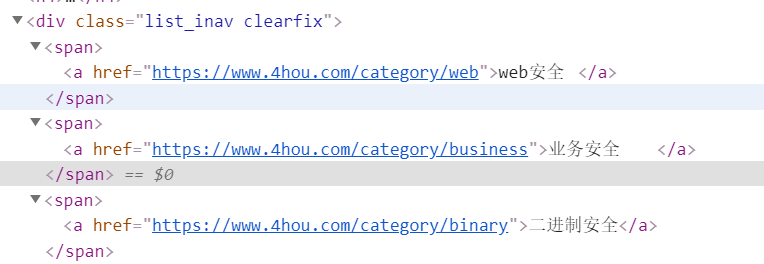 ▼<div class="list_inav clearfix">
▼<span>
<a href="https://www.4hou.com/category/web">web安全 </a>
</span>
▼<span>
<a href="https://www.4hou.com/category/business">业务安全    </a>
</span> == $0
▼<span>
<a href="https://www.4hou.com/category/binary">二进制安全</a>
</span>